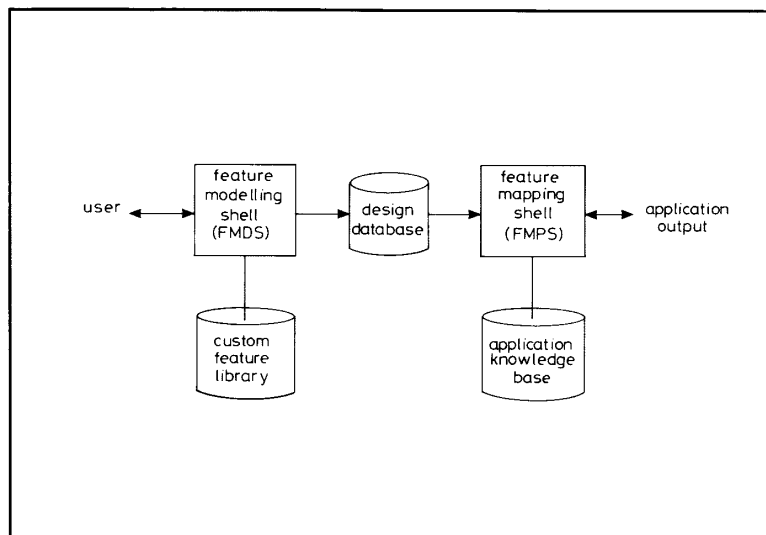 user
feature
modelling
shell
(FMDS)
design
database
feature
mapping
shell
(FMPS)
application
output
custom
feature
library
application
knowledge
base